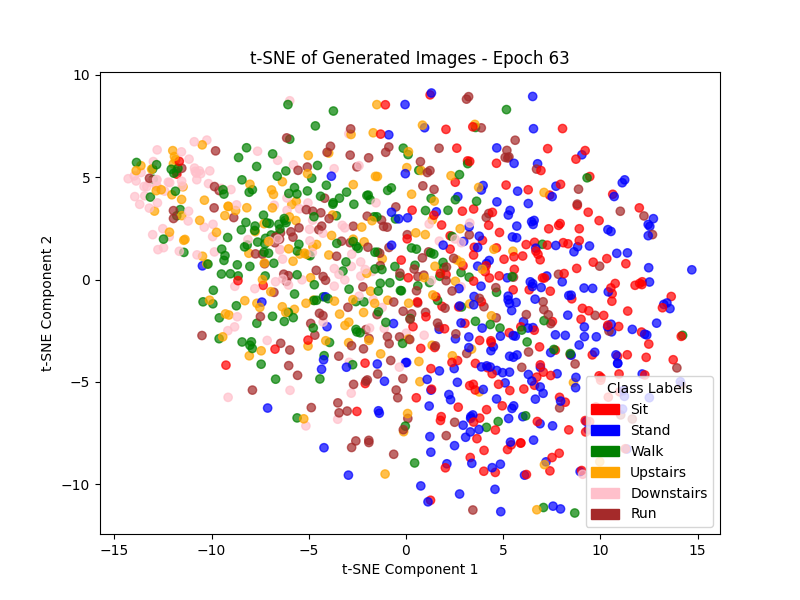 t-SNE of Generated Images - Epoch 63
t-SNE Component 2
10
5
0
−5
−10
−15
−10
−5
0
5
10
15
t-SNE Component 1
Class Labels
Sit
Stand
Walk
Upstairs
Downstairs
Run